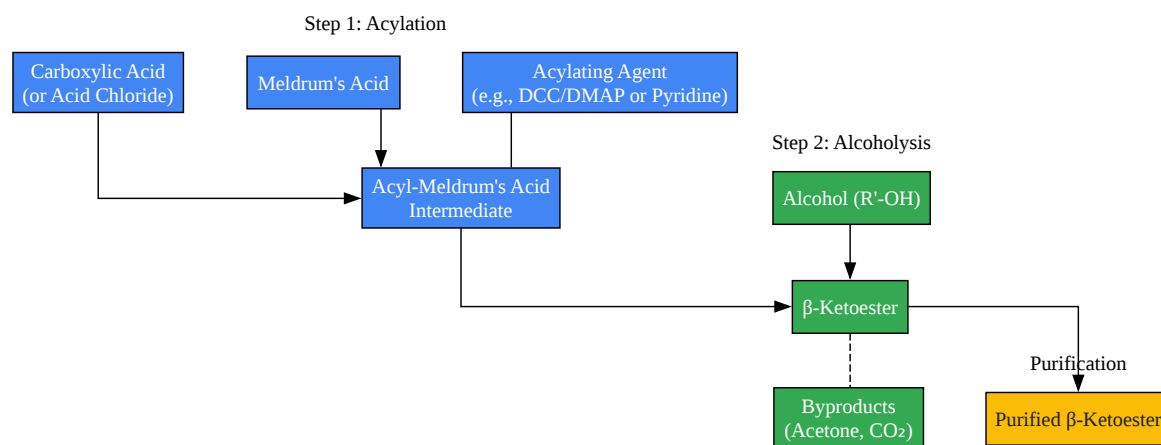 Step 1: Acylation
Carboxylic Acid
(or Acid Chloride)
Meldrum's Acid
Acylating Agent
(e.g., DCC/DMAP or Pyridine)
Acyl-Meldrum's Acid
Intermediate
Step 2: Alcoholysis
Alcohol (R'-OH)
β-Ketoester
Byproducts
(Acetone, CO₂)
Purification
Purified β-Ketoester